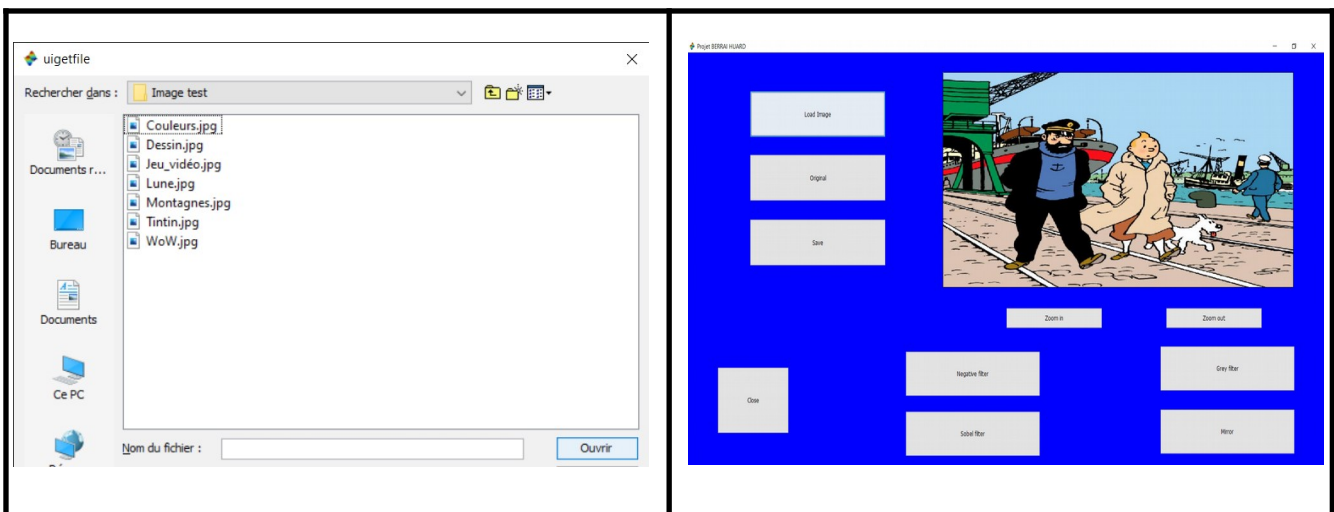 uigetfile
Rechercher dans :
Image test
Couleurs.jpg
Dessin.jpg
Jeu_vidéo.jpg
Lune.jpg
Montagnes.jpg
Tintin.jpg
WoW.jpg
Documents r...
Bureau
Documents
Ce PC
Nom du fichier :
Ouvrir
Projet BERRAI HUARD
Load Image
Original
Save
Zoom in
Zoom out
Negative filter
Grey filter
Close
Sobel filter
Mirror